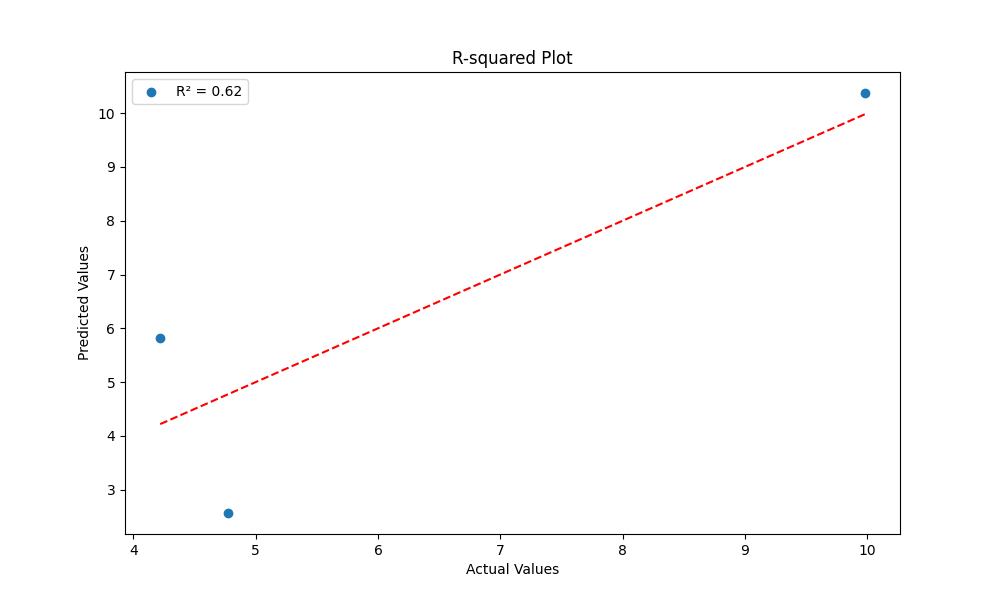 R-squared Plot
R² = 0.62
10
9
8
7
6
5
4
3
Predicted Values
4 5 6 7 8 9 10
Actual Values